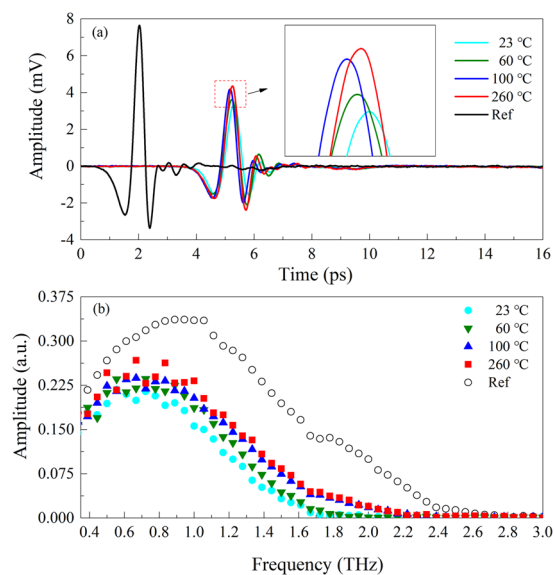 (a)
23 ℃
60 ℃
100 ℃
260 ℃
Ref
Amplitude (mV)
8
6
4
2
0
-2
-4
0 2 4 6 8 10 12 14 16
Time (ps)
(b)
23 ℃
60 ℃
100 ℃
260 ℃
Ref
Amplitude (a.u.)
0.375
0.300
0.225
0.150
0.075
0.000
0.4 0.6 0.8 1.0 1.2 1.4 1.6 1.8 2.0 2.2 2.4 2.6 2.8 3.0
Frequency (THz)